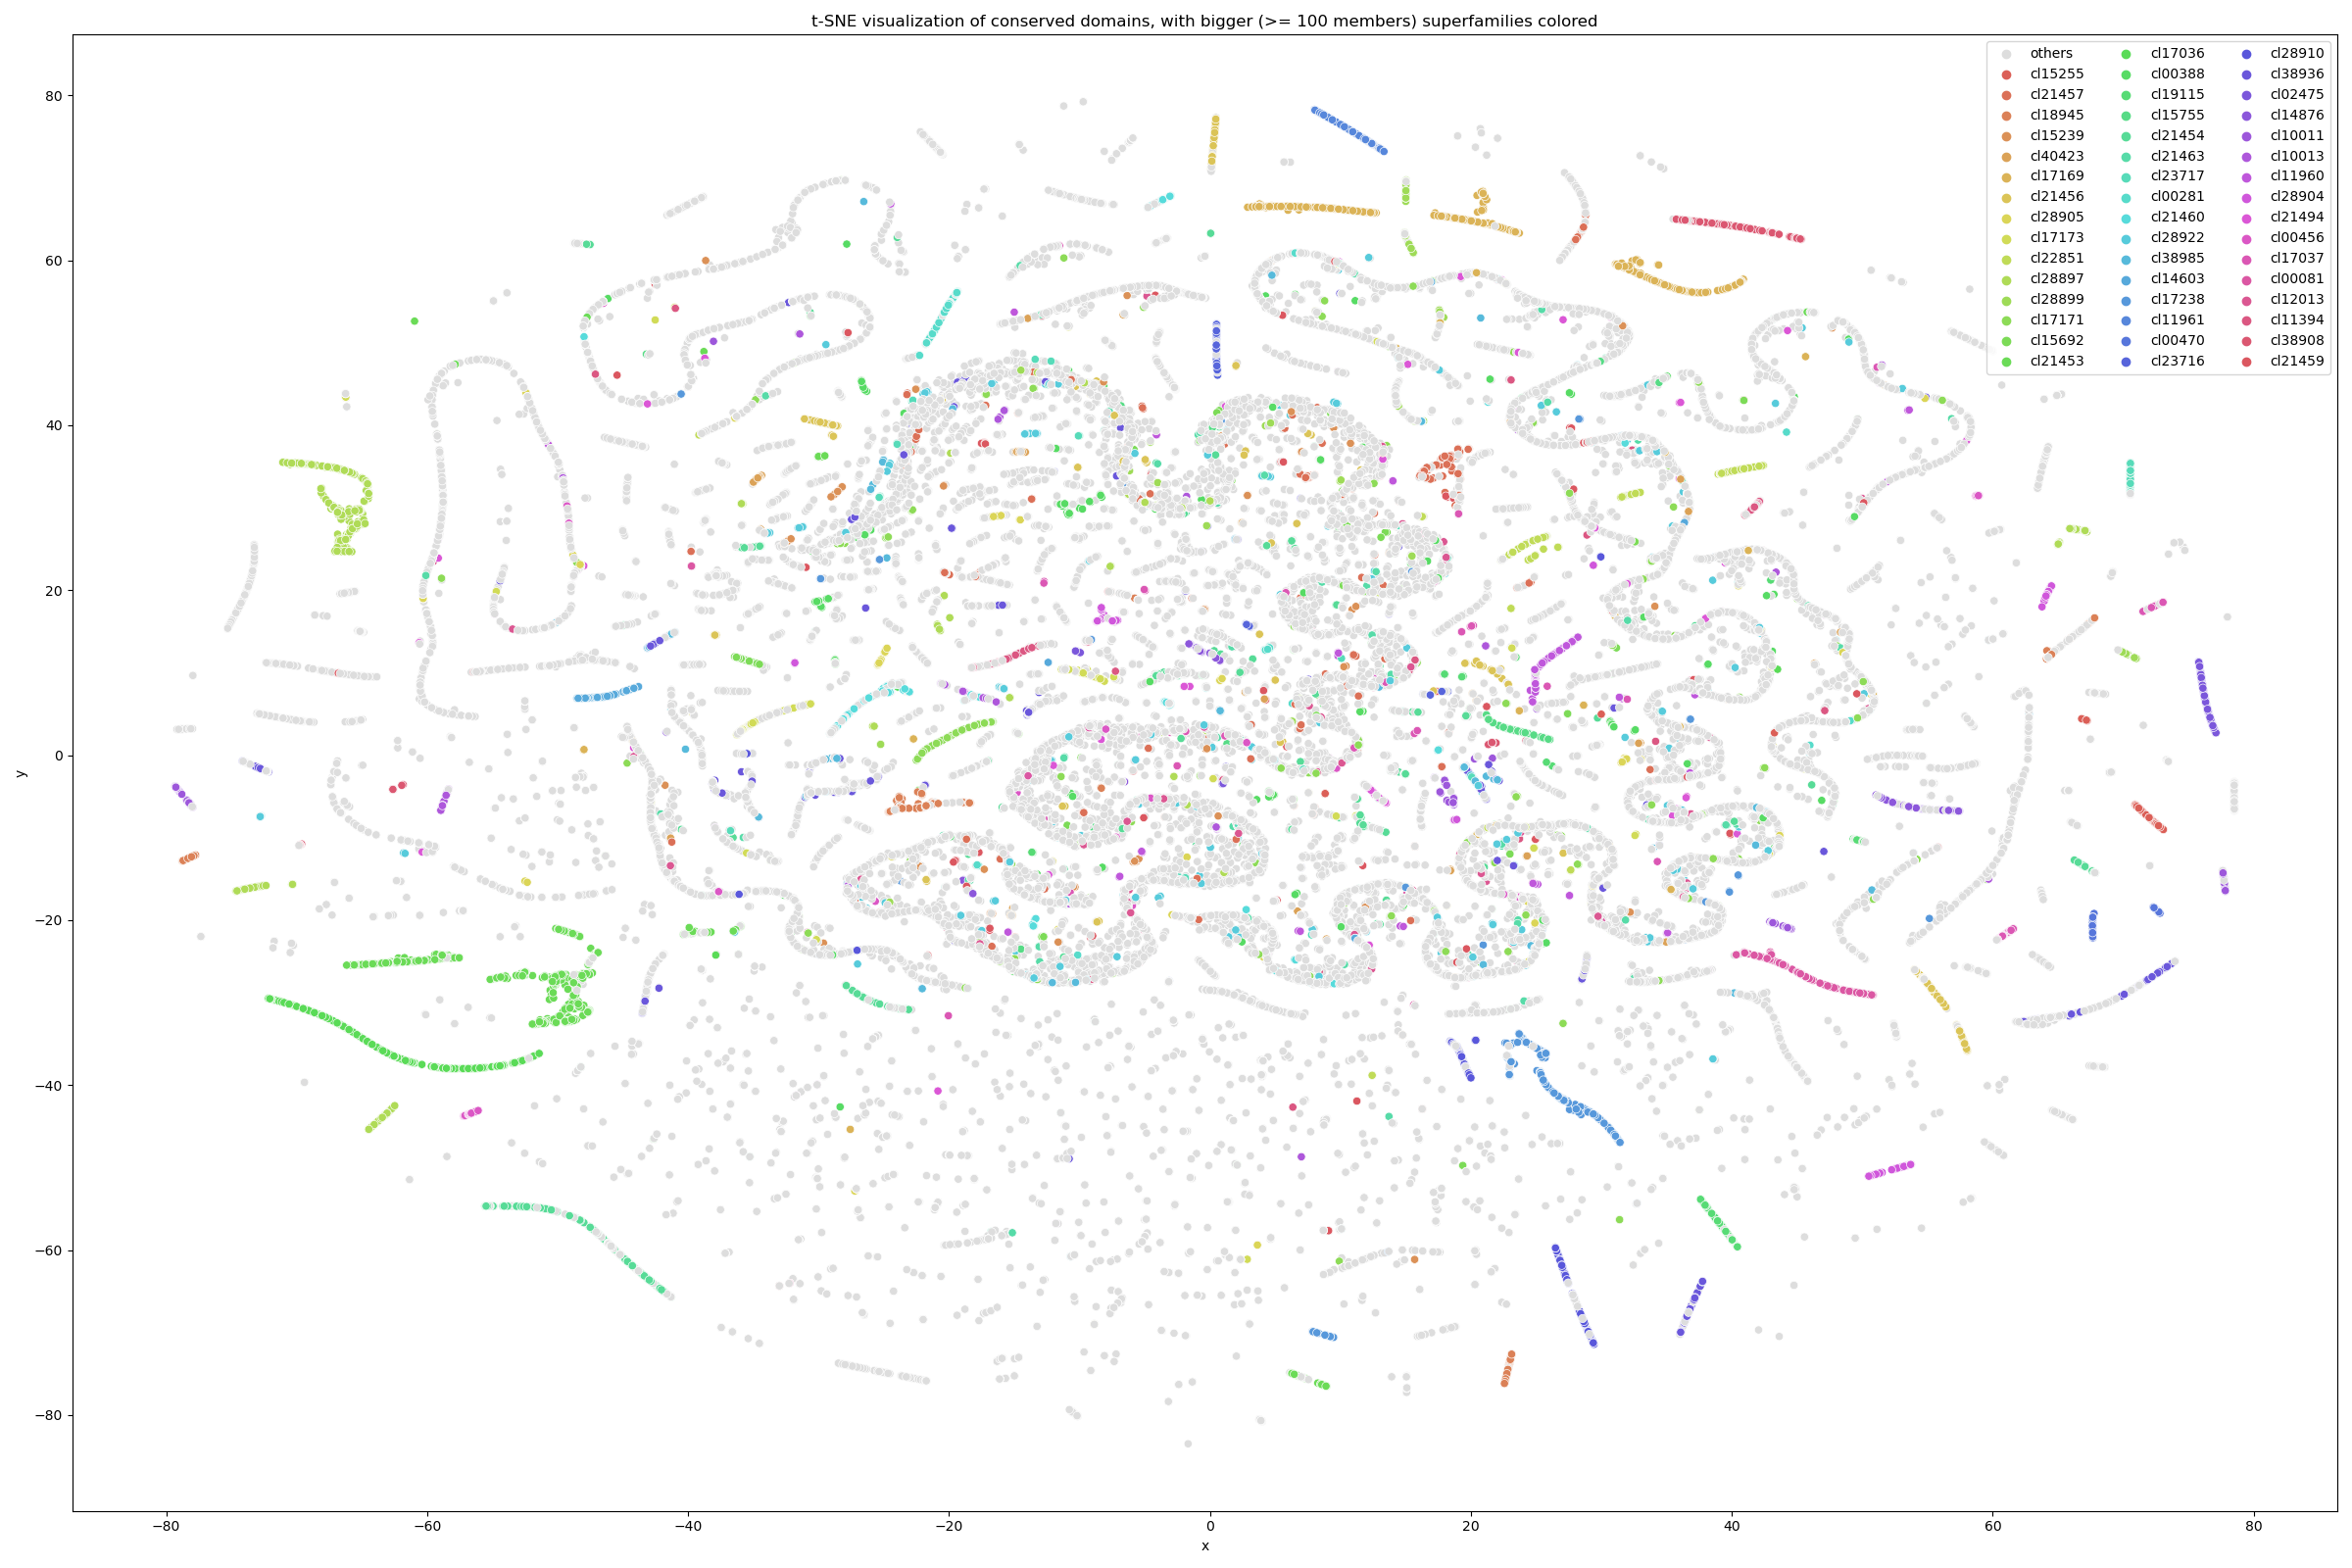 t-SNE visualization of conserved domains, with bigger (>= 100 members) superfamilies colored
others cl17036 cl28910
cl15255 cl00388 cl38936
cl21457 cl19115 cl02475
cl18945 cl15755 cl14876
cl15239 cl21454 cl10011
cl40423 cl21463 cl10013
cl17169 cl23717 cl11960
cl21456 cl00281 cl28904
cl28905 cl21460 cl21494
cl17173 cl28922 cl00456
cl22851 cl38985 cl17037
cl28897 cl14603 cl00081
cl28899 cl17238 cl12013
cl17171 cl11961 cl11394
cl15692 cl00470 cl38908
cl21453 cl23716 cl21459
80
60
40
20
0
−20
−40
−60
−80
y
−80 −60 −40 −20 0 20 40 60 80
x